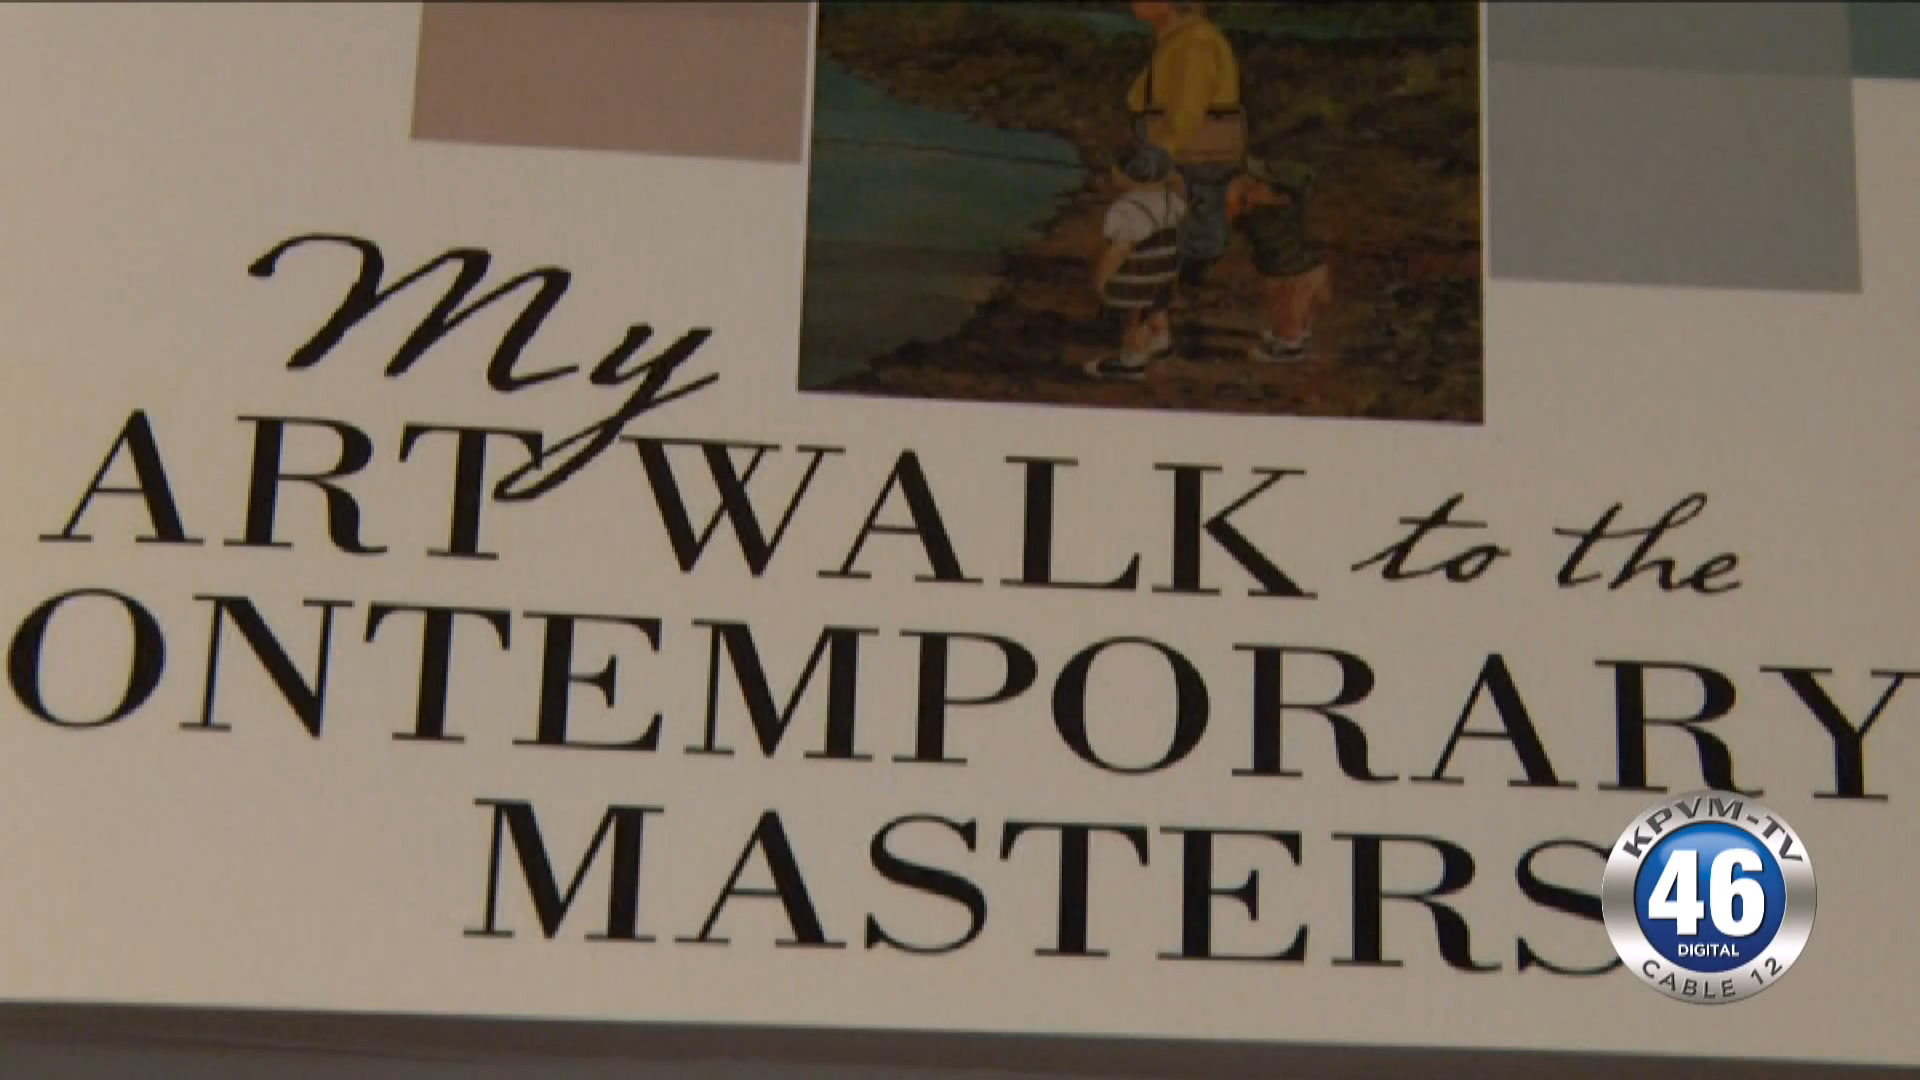 My
ART WALK to the
ONTEMPORARY
MASTERS
KPVM-TV
46
DIGITAL
CABLE 12